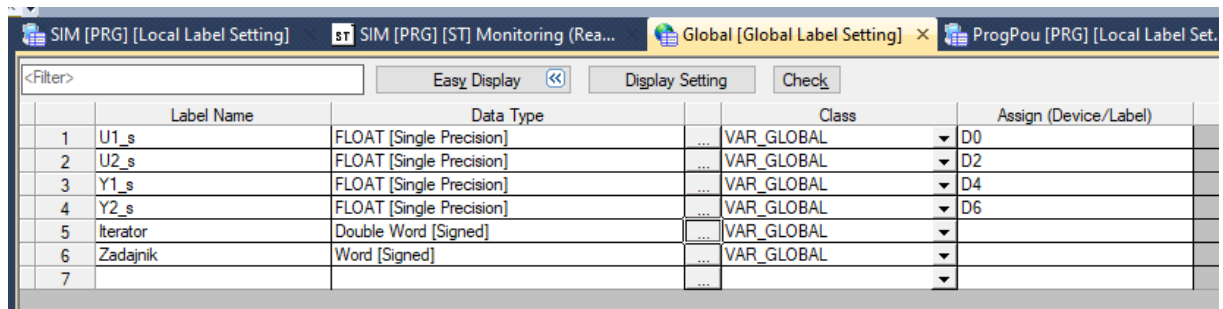 SIM [PRG] [Local Label Setting] ST SIM [PRG] [ST] Monitoring (Rea... Global [Global Label Setting] × ProgPou [PRG] [Local Label Set...
<Filter> Easy Display Display Setting Check
Label Name Data Type Class Assign (Device/Label)
1 U1_s FLOAT [Single Precision] ... VAR_GLOBAL D0
2 U2_s FLOAT [Single Precision] ... VAR_GLOBAL D2
3 Y1_s FLOAT [Single Precision] ... VAR_GLOBAL D4
4 Y2_s FLOAT [Single Precision] ... VAR_GLOBAL D6
5 Iterator Double Word [Signed] ... VAR_GLOBAL
6 Zadajnik Word [Signed] ... VAR_GLOBAL
7 ...